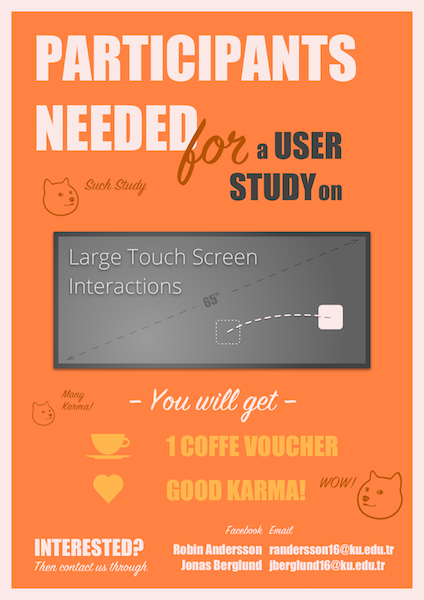 PARTICIPANTS
NEEDED for a USER
STUDY on
Such Study
Large Touch Screen
Interactions
65"
- You will get -
Many
Karma!
1 COFFE VOUCHER
GOOD KARMA!
WOW!
Facebook Email
INTERESTED? Robin Andersson randersson16@ku.edu.tr
Then contact us through Jonas Berglund jberglund16@ku.edu.tr